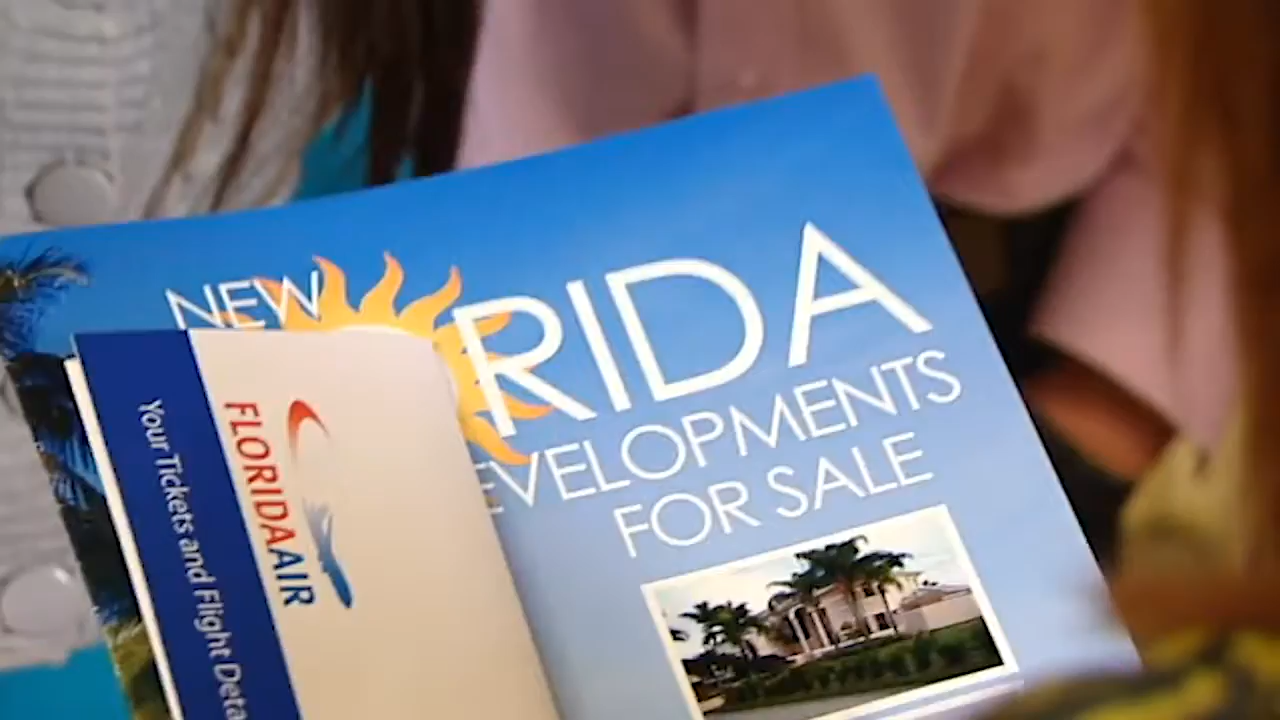 NEW
RIDA
EVELOPMENTS
FOR SALE
FLORIDAAIR
Your Tickets and Flight Deta